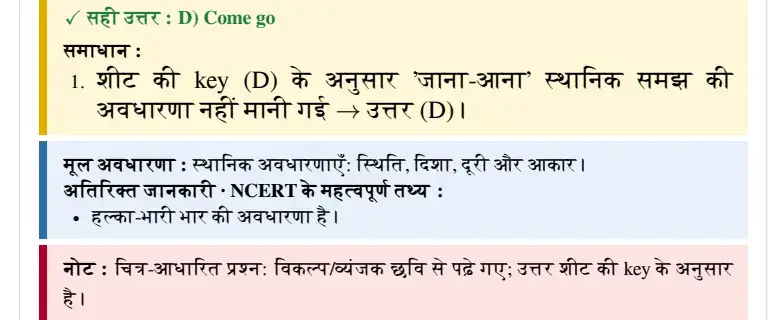 ✓ सही उत्तर : D) Come go
समाधान :
1. शीट की key (D) के अनुसार 'जाना-आना' स्थानिक समझ की
अवधारणा नहीं मानी गई → उत्तर (D)।
मूल अवधारणा : स्थानिक अवधारणाएँ: स्थिति, दिशा, दूरी और आकार।
अतिरिक्त जानकारी · NCERT के महत्वपूर्ण तथ्य :
• हल्का-भारी भार की अवधारणा है।
नोट : चित्र-आधारित प्रश्न: विकल्प/व्यंजक छवि से पढ़े गए; उत्तर शीट की key के अनुसार
है।